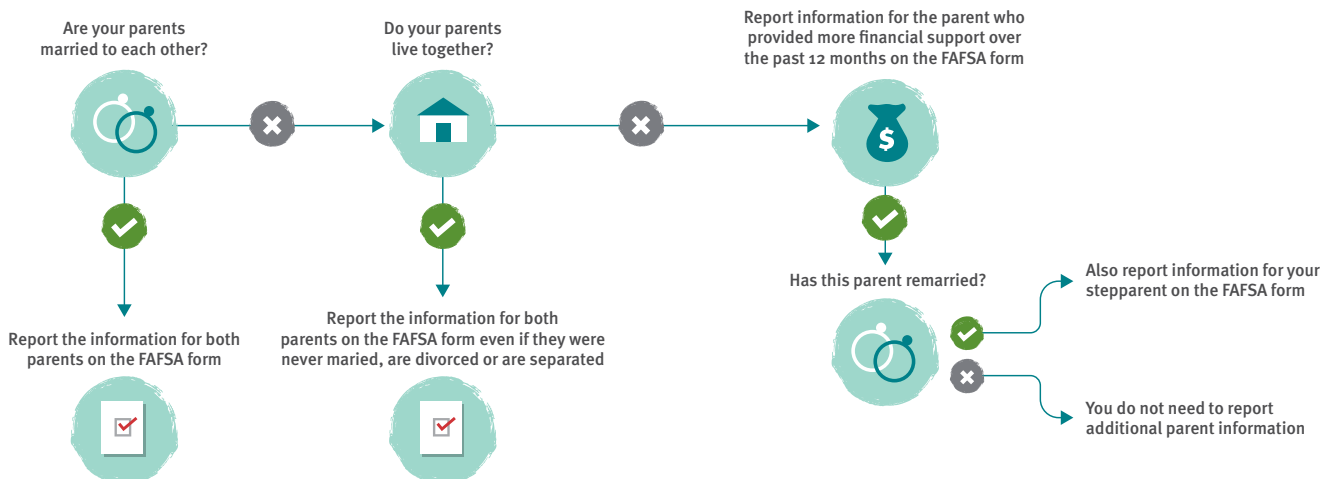 Are your parents
married to each other?
Do your parents
live together?
Report information for the parent who
provided more financial support over
the past 12 months on the FAFSA form
$
Report the information for both
parents on the FAFSA form
Report the information for both
parents on the FAFSA form even if they were
never maried, are divorced or are separated
Has this parent remarried?
Also report information for your
stepparent on the FAFSA form
You do not need to report
additional parent information